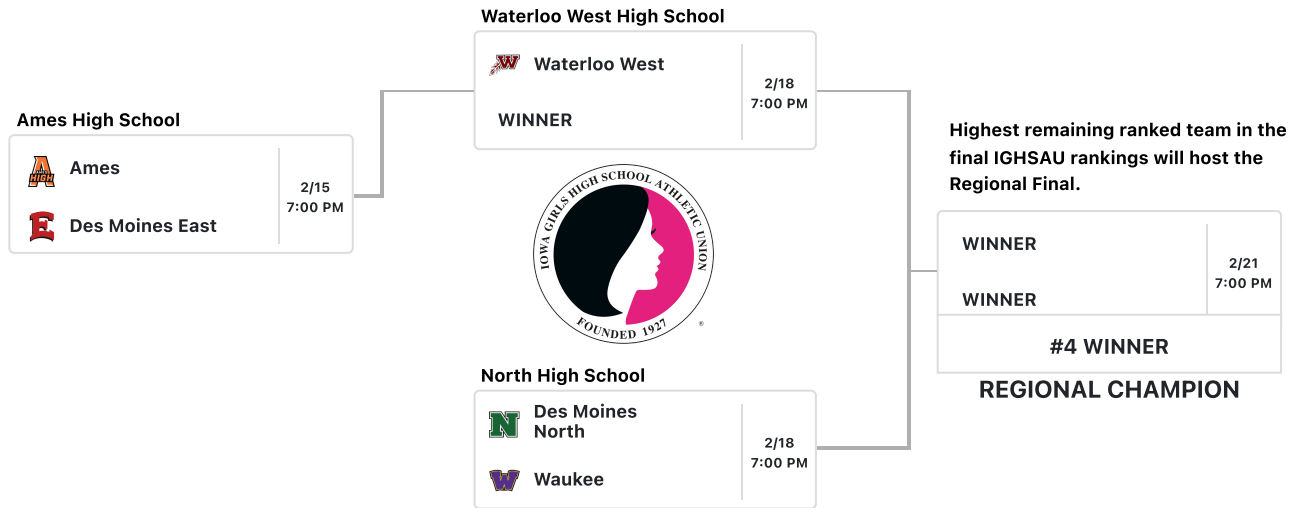 Waterloo West High School
Waterloo West
WINNER
2/18
7:00 PM
Ames High School
A
HIGH
Ames
E
Des Moines East
2/15
7:00 PM
W
IOWA GIRLS HIGH SCHOOL ATHLETIC UNION
FOUNDED 1927
®
North High School
N
Des Moines
North
W
Waukee
2/18
7:00 PM
Highest remaining ranked team in the
final IGHSAU rankings will host the
Regional Final.
WINNER
WINNER
2/21
7:00 PM
#4 WINNER
REGIONAL CHAMPION